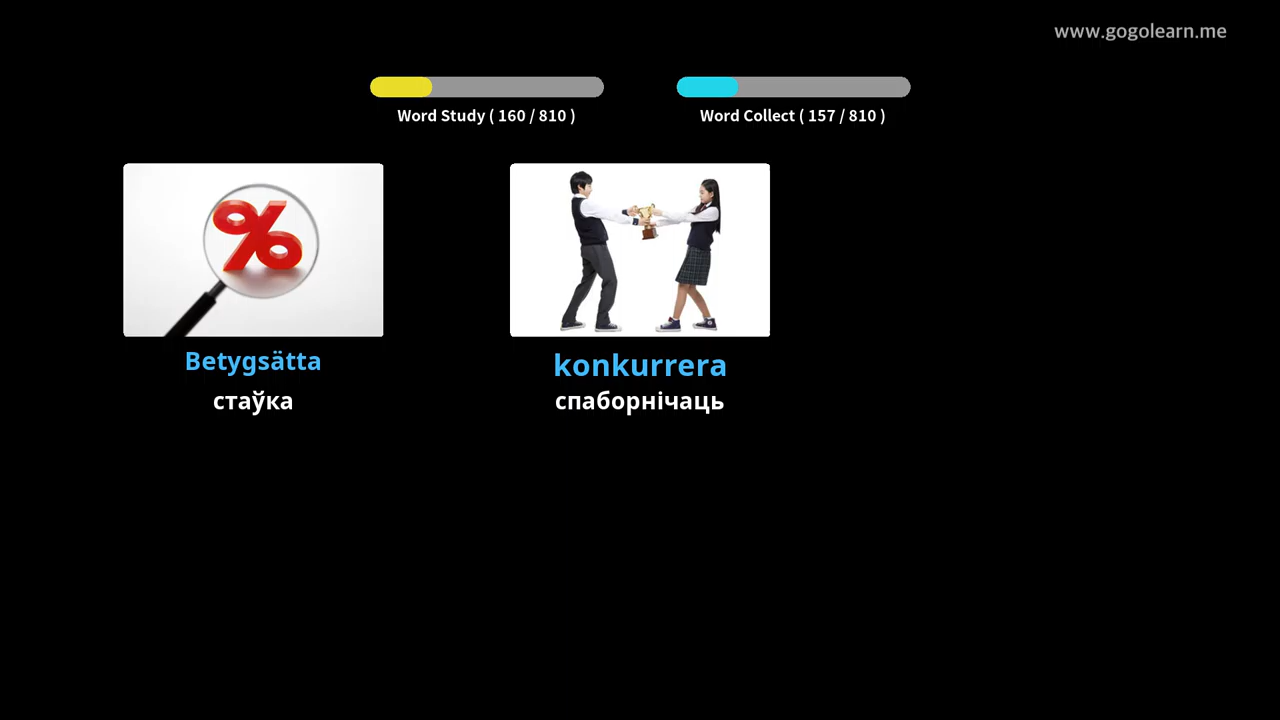 www.gogolearn.me
Word Study ( 160 / 810 )
Word Collect ( 157 / 810 )
Betygsätta
стаўка
konkurrera
спаборнічаць